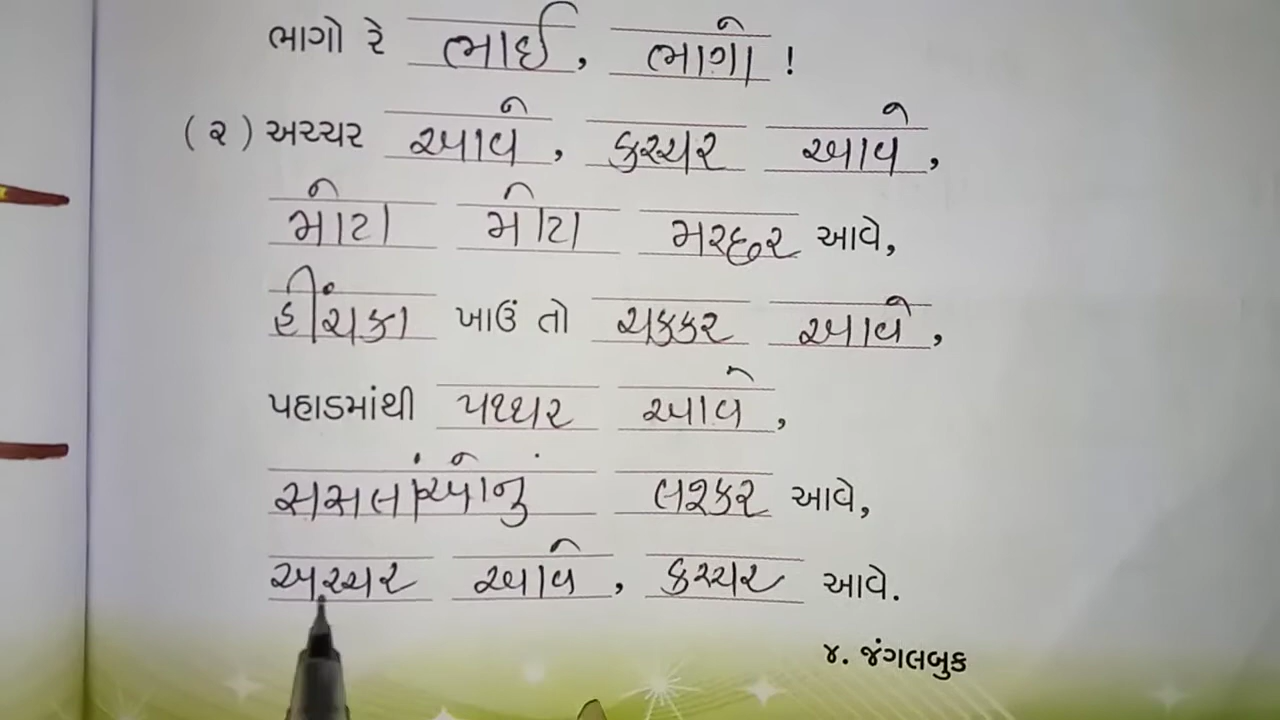 ભાગો રે ભાઈ, ભાગો !
(૨) અચ્ચર આવે, કચ્ચર આવે,
મોટા મોટા મચ્છર આવે,
હીંચકા ખાઉં તો ચક્કર આવે,
પહાડમાંથી પથ્થર આવે,
સસલાંઓનું લશ્કર આવે,
અચ્ચર આવે, કચ્ચર આવે.
૪. જંગલબુક